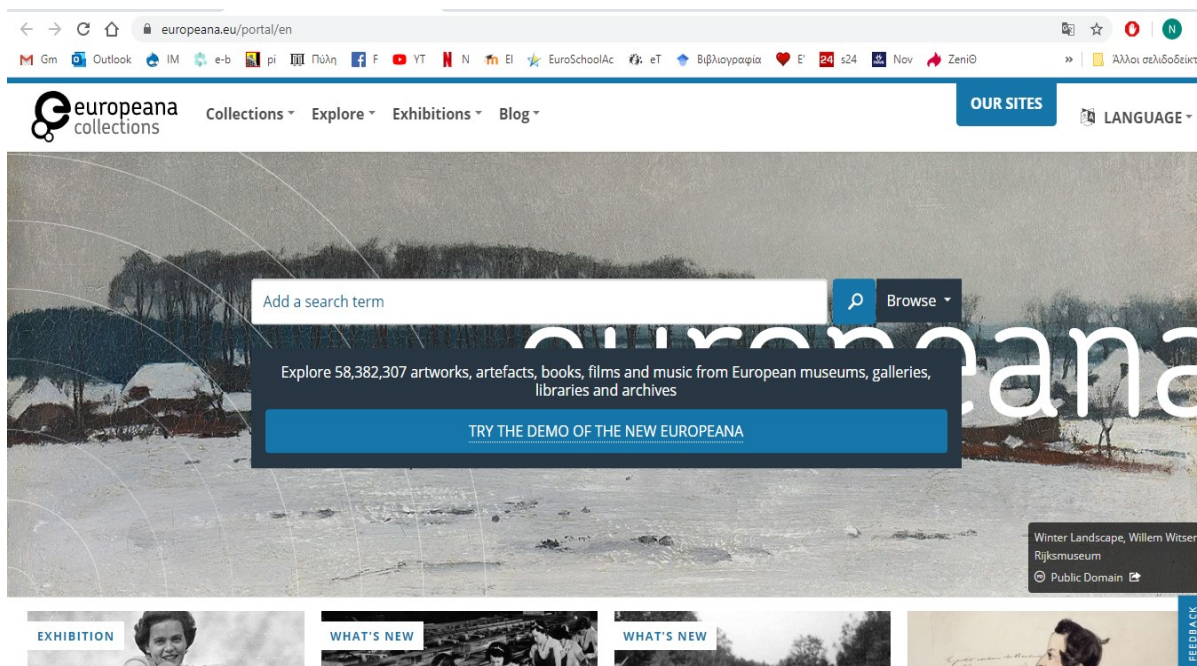 europeana.eu/portal/en
N
Gm Outlook IM e-b pi Πύλη F YT N EI EuroSchoolAc eT Βιβλιογραφία E' 24 s24 Nov ZeniΘ » Άλλοι σελιδοδείκτ
europeana
collections
Collections Explore Exhibitions Blog
OUR SITES
LANGUAGE
Add a search term
Browse
europeana
Explore 58,382,307 artworks, artefacts, books, films and music from European museums, galleries,
libraries and archives
TRY THE DEMO OF THE NEW EUROPEANA
Winter Landscape, Willem Witsen
Rijksmuseum
Public Domain
EXHIBITION
WHAT'S NEW
WHAT'S NEW
FEEDBACK